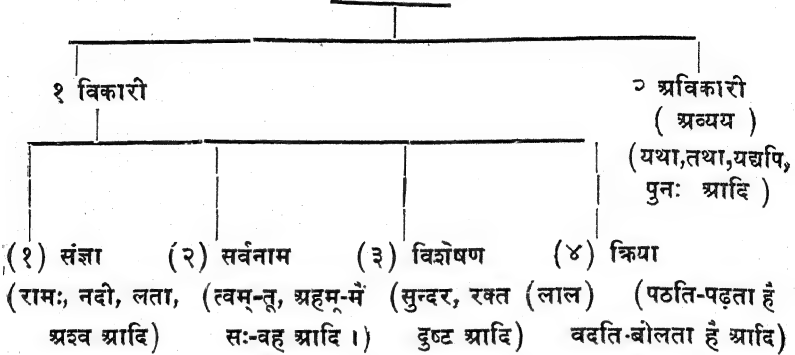 १ विकारी
२ अविकारी
( अव्यय )
(यथा,तथा,यद्यपि,
पुनः आदि )
(१) संज्ञा (२) सर्वनाम (३) विशेषण (४) क्रिया
(रामः, नदी, लता, (त्वम्-तू, अहम्-मैं (सुन्दर, रक्त (लाल) (पठति-पढ़ता है
अश्व आदि) सः-वह आदि ।) दुष्ट आदि) वदति-बोलता है आदि)